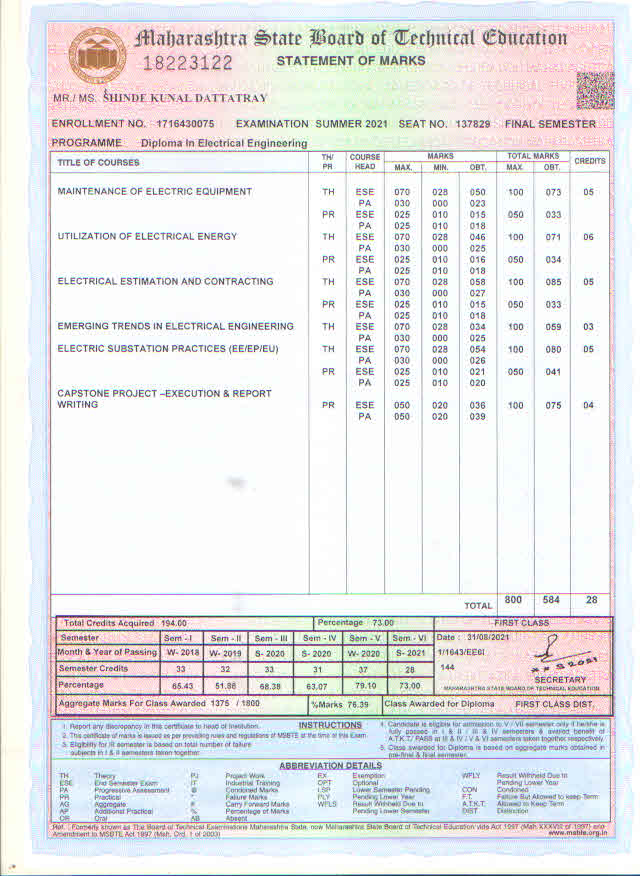 Maharashtra State Board of Technical Education
18223122 STATEMENT OF MARKS
MR./ MS. SHINDE KUNAL DATTATRAY
ENROLLMENT NO. 1716430075 EXAMINATION SUMMER 2021 SEAT NO. 137829 FINAL SEMESTER
PROGRAMME Diploma In Electrical Engineering
TITLE OF COURSES TH/ PR COURSE HEAD MARKS MAX. MIN. OBT. TOTAL MARKS MAX. OBT. CREDITS
MAINTENANCE OF ELECTRIC EQUIPMENT TH ESE 070 028 050 100 073 05
PA 030 000 023
PR ESE 025 010 015 050 033
PA 025 010 018
UTILIZATION OF ELECTRICAL ENERGY TH ESE 070 028 046 100 071 06
PA 030 000 025
PR ESE 025 010 016 050 034
PA 025 010 018
ELECTRICAL ESTIMATION AND CONTRACTING TH ESE 070 028 058 100 085 05
PA 030 000 027
PR ESE 025 010 015 050 033
PA 025 010 018
EMERGING TRENDS IN ELECTRICAL ENGINEERING TH ESE 070 028 034 100 059 03
PA 030 000 025
ELECTRIC SUBSTATION PRACTICES (EE/EP/EU) TH ESE 070 028 054 100 080 05
PA 030 000 026
PR ESE 025 010 021 050 041
PA 025 010 020
CAPSTONE PROJECT –EXECUTION & REPORT
WRITING PR ESE 050 020 036 100 075 04
PA 050 020 039
TOTAL 800 584 28
Total Credits Acquired 194.00 Percentage 73.00 FIRST CLASS
Semester Sem - I Sem - II Sem - III Sem - IV Sem - V Sem - VI Date : 31/08/2021
Month & Year of Passing W- 2018 W- 2019 S- 2020 S- 2020 W- 2020 S- 2021 1/1643/EE6I
Semester Credits 33 32 33 31 37 28 144
Percentage 65.43 51.86 68.38 63.07 79.10 73.00 SECRETARY
MAHARASHTRA STATE BOARD OF TECHNICAL EDUCATION
Aggregate Marks For Class Awarded 1375 / 1800 %Marks 76.39 Class Awarded for Diploma FIRST CLASS DIST.
INSTRUCTIONS
1. Report any discrepancy in this certificate to head of Institution.
2. This certificate of marks is issued as per providing rules and regulations of MSBTE at the time of this Exam.
3. Eligibility for III semester is based on total number of failure
subjects in I & II semesters taken together.
4. Candidate is eligible for admission to V / VII semester only if he/she is
fully passed in I & II / III & IV semesters & availed benefit of
A.T.K.T./ PASS at III & IV / V & VI semesters taken together respectively.
5. Class awarded for Diploma is based on aggregate marks obtained in
pre-final & final semester.
ABBREVIATION DETAILS
TH Theory PJ Project Work EX Exemption WFLY Result Withheld Due to
ESE End Semester Exam IT Industrial Training OPT Optional Pending Lower Year
PA Progressive Assessment @ Condoned Marks LSP Lower Semester Pending CON Condoned
PR Practical * Failure Marks PLY Pending Lower Year F.T. Failure But Allowed to keep Term
AG Aggregate # Carry Forward Marks WFLS Result Withheld Due to A.T.K.T. Allowed to Keep Term
AP Additional Practical % Percentage of Marks Pending Lower Semester DIST. Distinction
OR Oral AB Absent
Ref. : Formerly known as The Board of Technical Examinations Maharashtra State, now Maharashtra State Board of Technical Education vide Act 1997 (Mah XXXVIII of 1997) and
Amendment to MSBTE Act 1997 (Mah. Ord. 1 of 2003) www.msbte.org.in